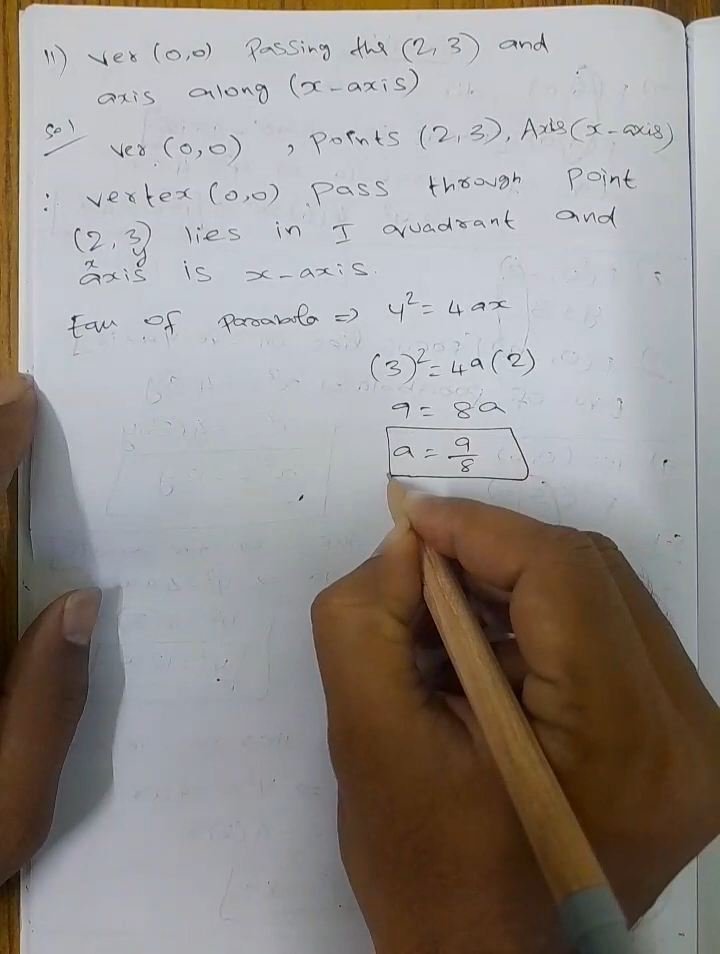 11) ver (0,0) Passing the (2,3) and
axis along (x-axis)
Sol
ver (0,0) , points (2,3), Axis (x-axis)
: vertex (0,0) pass through point
(2,3) lies in I quadrant and
x y
axis is x-axis.
Equ of Parabola => y² = 4ax
(3)² = 4a(2)
9 = 8a
a = 9/8